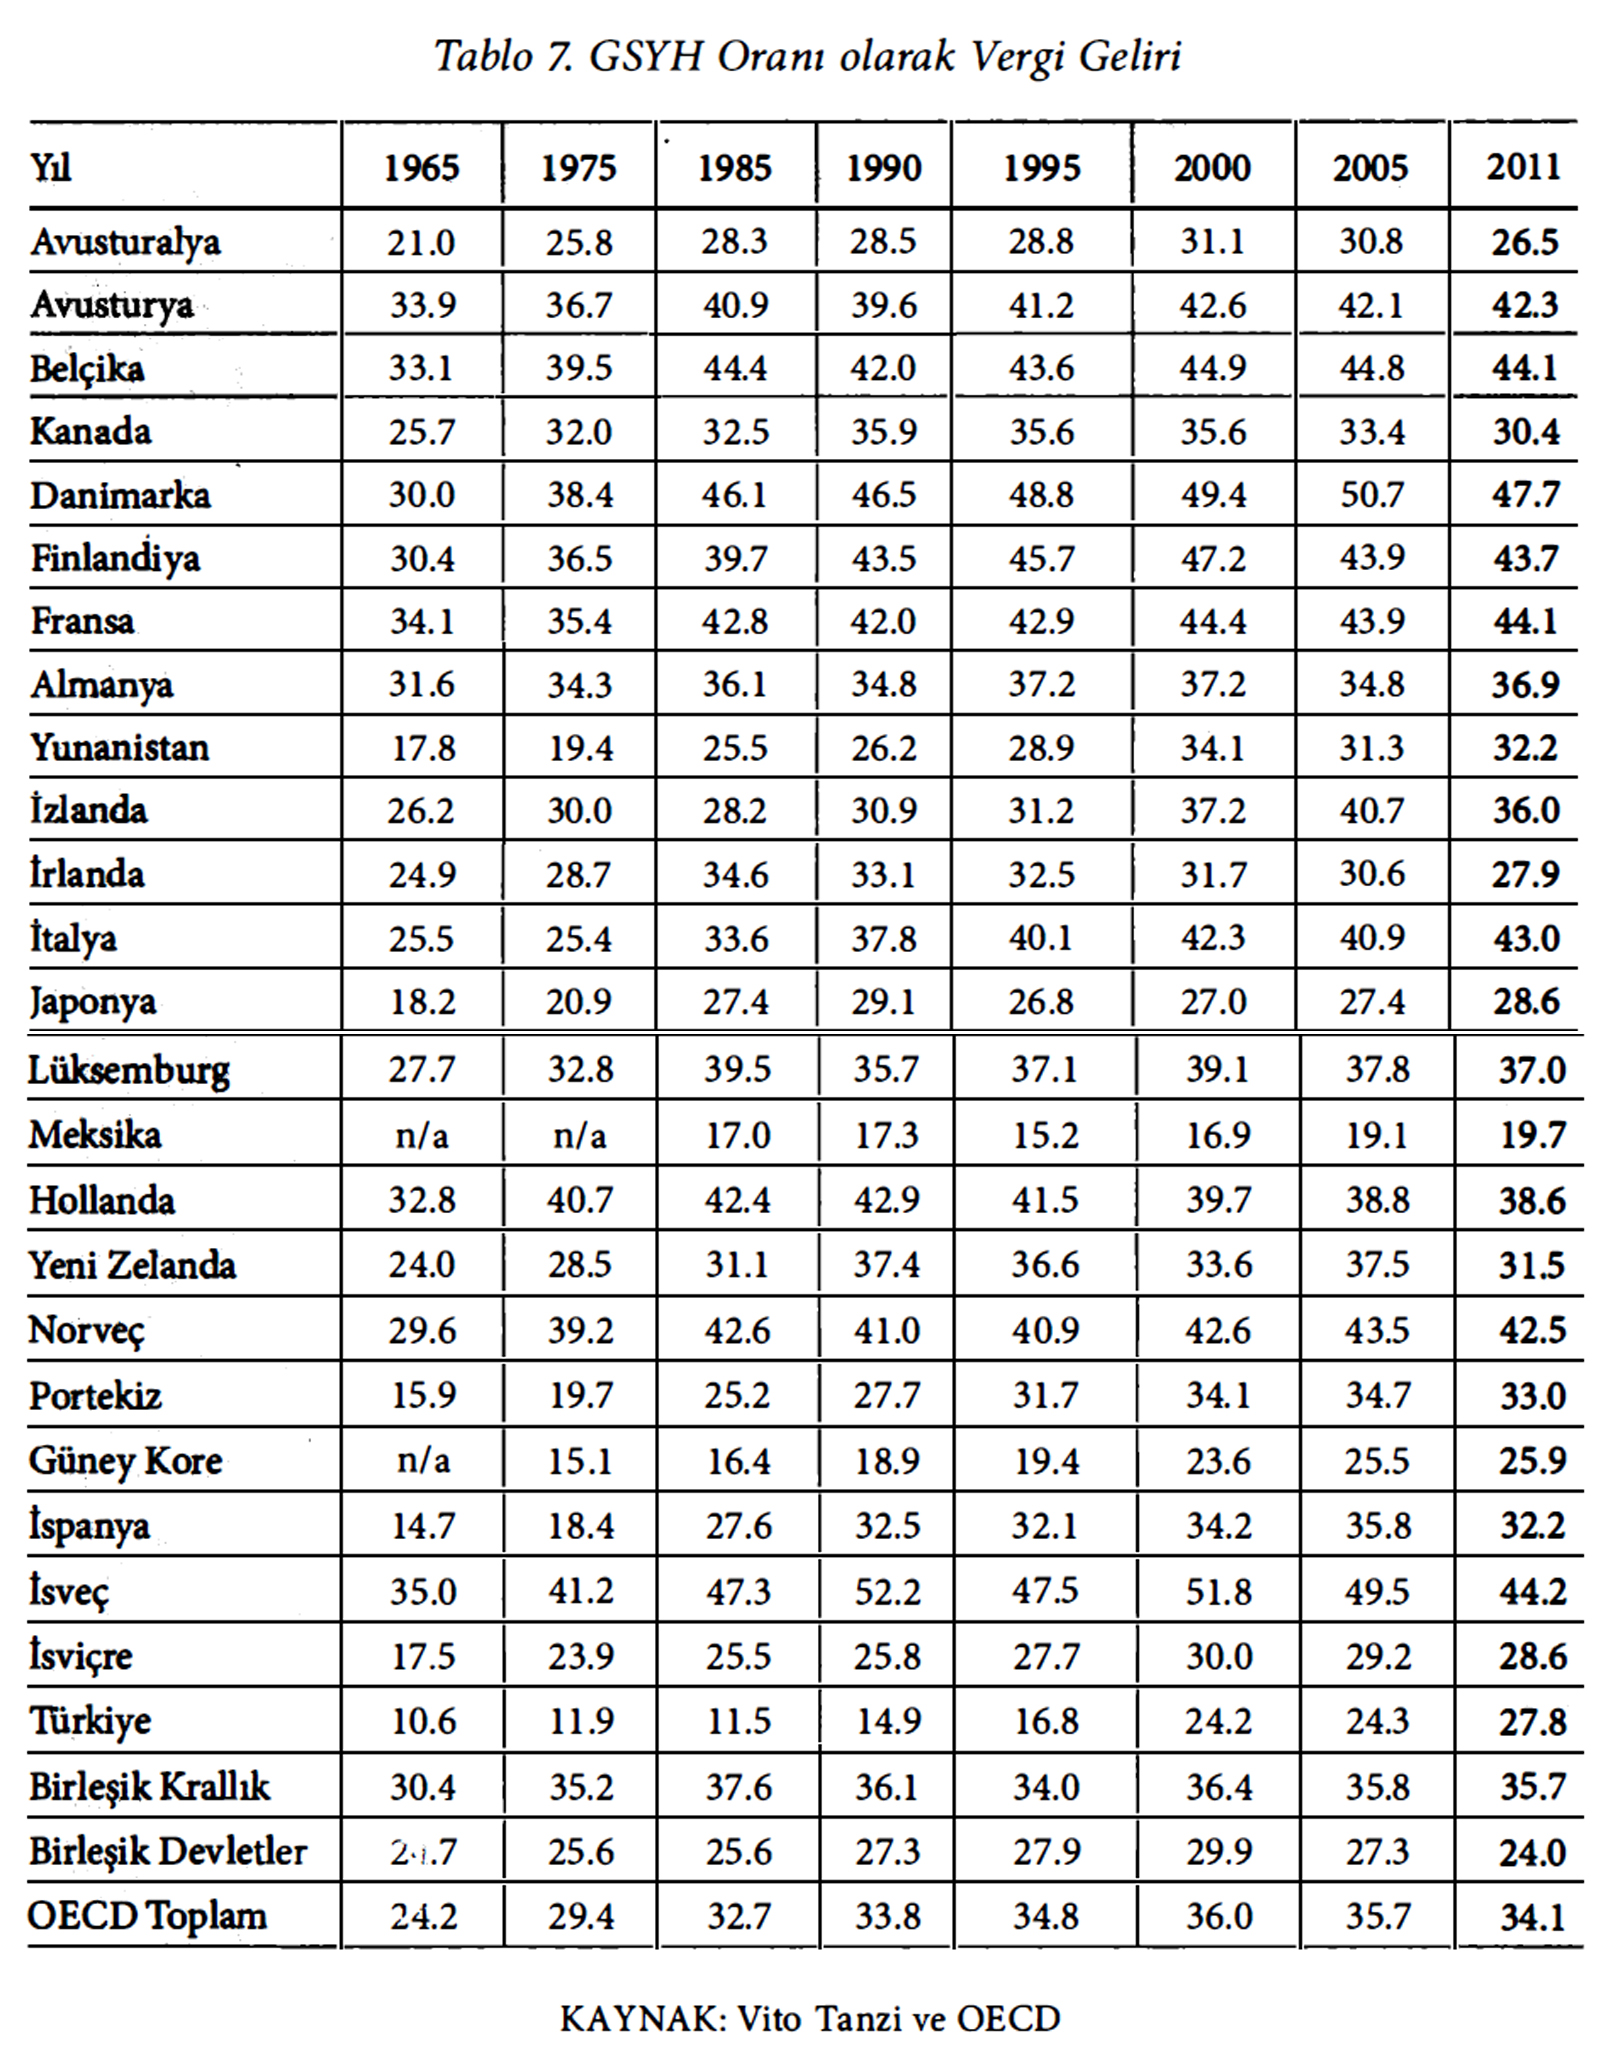 Tablo 7. GSYH Oranı olarak Vergi Geliri
Yıl 1965 1975 1985 1990 1995 2000 2005 2011
Avusturalya 21.0 25.8 28.3 28.5 28.8 31.1 30.8 26.5
Avusturya 33.9 36.7 40.9 39.6 41.2 42.6 42.1 42.3
Belçika 33.1 39.5 44.4 42.0 43.6 44.9 44.8 44.1
Kanada 25.7 32.0 32.5 35.9 35.6 35.6 33.4 30.4
Danimarka 30.0 38.4 46.1 46.5 48.8 49.4 50.7 47.7
Finlandiya 30.4 36.5 39.7 43.5 45.7 47.2 43.9 43.7
Fransa 34.1 35.4 42.8 42.0 42.9 44.4 43.9 44.1
Almanya 31.6 34.3 36.1 34.8 37.2 37.2 34.8 36.9
Yunanistan 17.8 19.4 25.5 26.2 28.9 34.1 31.3 32.2
İzlanda 26.2 30.0 28.2 30.9 31.2 37.2 40.7 36.0
İrlanda 24.9 28.7 34.6 33.1 32.5 31.7 30.6 27.9
İtalya 25.5 25.4 33.6 37.8 40.1 42.3 40.9 43.0
Japonya 18.2 20.9 27.4 29.1 26.8 27.0 27.4 28.6
Lüksemburg 27.7 32.8 39.5 35.7 37.1 39.1 37.8 37.0
Meksika n/a n/a 17.0 17.3 15.2 16.9 19.1 19.7
Hollanda 32.8 40.7 42.4 42.9 41.5 39.7 38.8 38.6
Yeni Zelanda 24.0 28.5 31.1 37.4 36.6 33.6 37.5 31.5
Norveç 29.6 39.2 42.6 41.0 40.9 42.6 43.5 42.5
Portekiz 15.9 19.7 25.2 27.7 31.7 34.1 34.7 33.0
Güney Kore n/a 15.1 16.4 18.9 19.4 23.6 25.5 25.9
İspanya 14.7 18.4 27.6 32.5 32.1 34.2 35.8 32.2
İsveç 35.0 41.2 47.3 52.2 47.5 51.8 49.5 44.2
İsviçre 17.5 23.9 25.5 25.8 27.7 30.0 29.2 28.6
Türkiye 10.6 11.9 11.5 14.9 16.8 24.2 24.3 27.8
Birleşik Krallık 30.4 35.2 37.6 36.1 34.0 36.4 35.8 35.7
Birleşik Devletler 25.6 25.6 27.3 27.9 29.9 27.3 24.0
OECD Toplam 24.2 29.4 32.7 33.8 34.8 36.0 35.7 34.1
KAYNAK: Vito Tanzi ve OECD